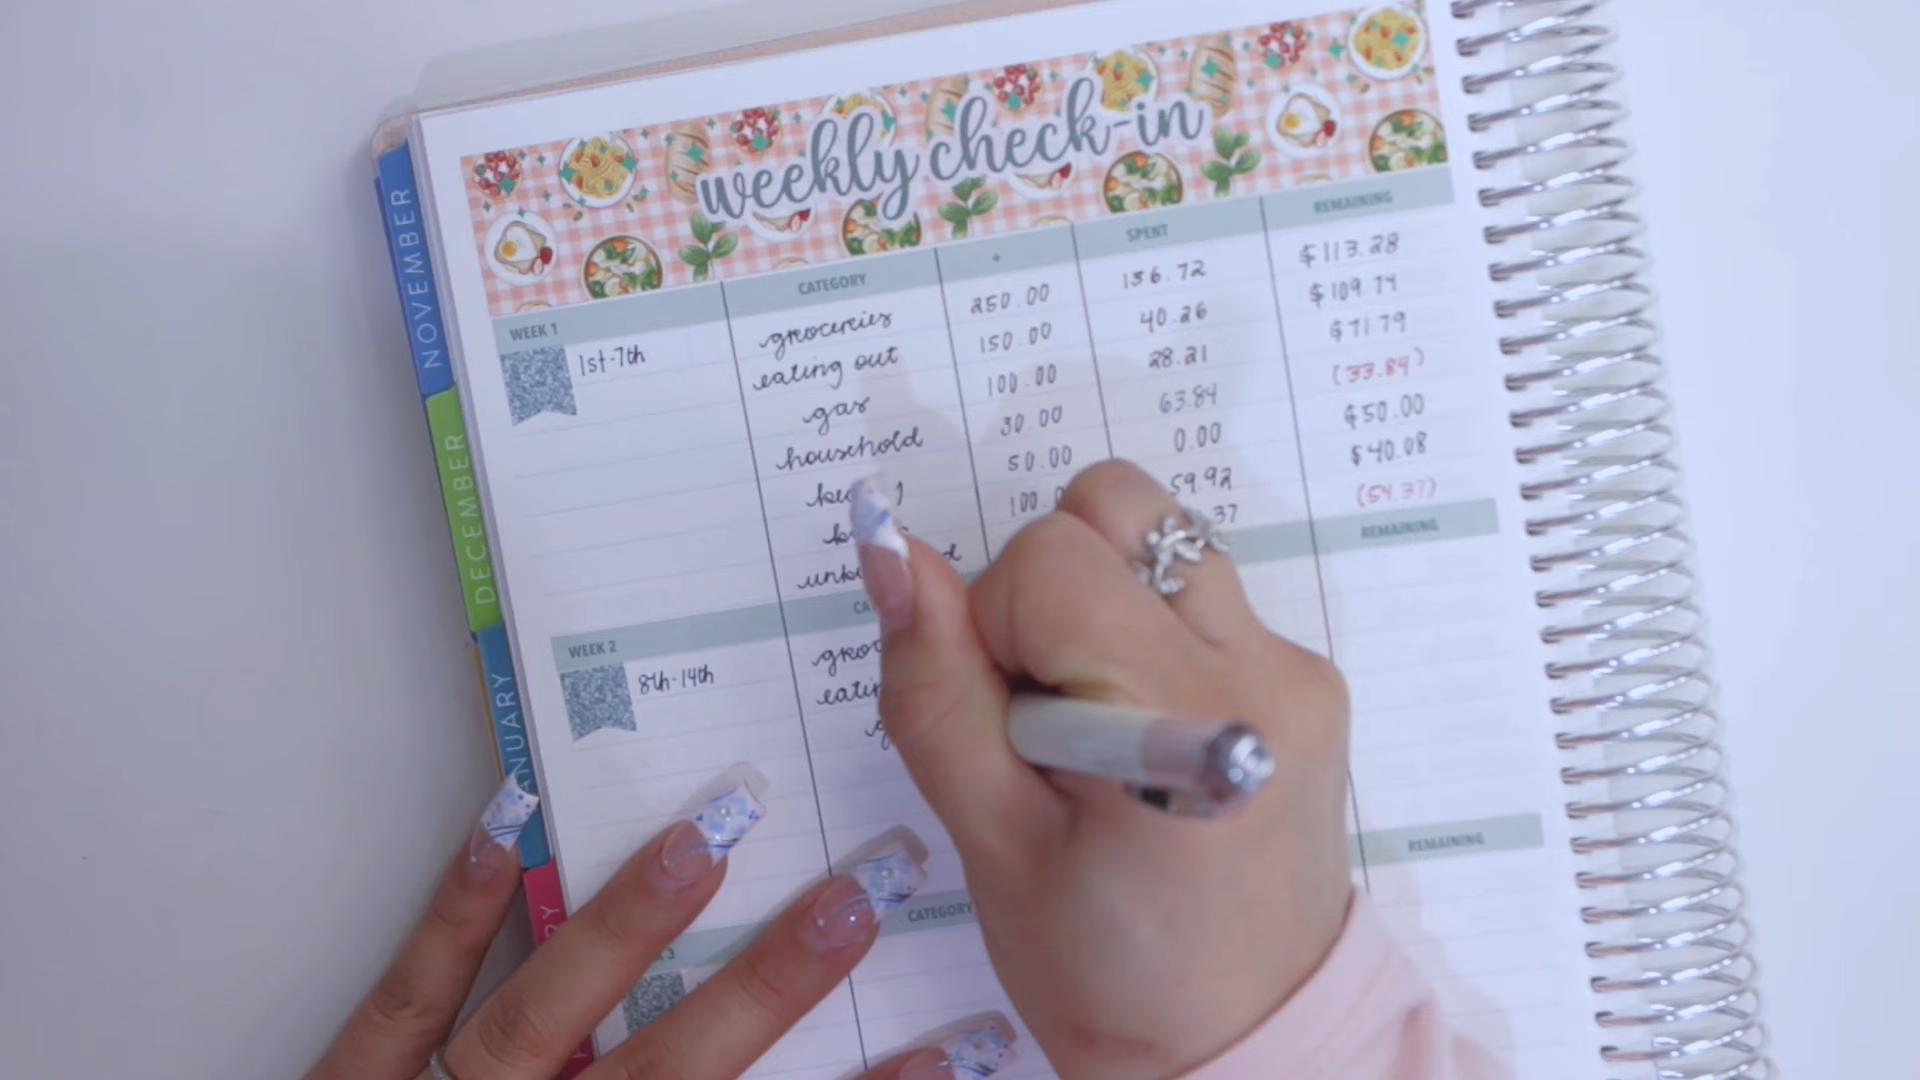 weekly check-in
WEEK 1 CATEGORY + SPENT REMAINING
1st-7th groceries 250.00 136.72 $113.28
eating out 150.00 40.26 $109.74
gas 100.00 28.21 $71.79
household 30.00 63.84 (33.84)
50.00 0.00 $50.00
59.92 $40.08
(54.37)
WEEK 2 REMAINING
8th-14th
CATEGORY REMAINING
NOVEMBER
DECEMBER